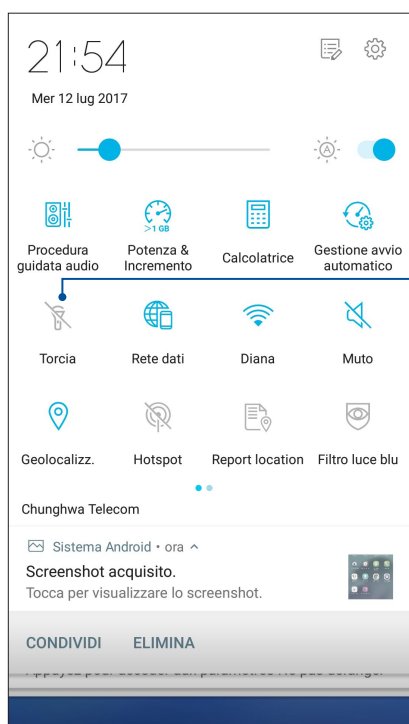 21:54
Mer 12 lug 2017
A
>1 GB
Procedura guidata audio
Potenza & Incremento
Calcolatrice
Gestione avvio automatico
Torcia
Rete dati
Diana
Muto
Geolocalizz.
Hotspot
Report location
Filtro luce blu
Chunghwa Telecom
Sistema Android • ora
Screenshot acquisito.
Tocca per visualizzare lo screenshot.
CONDIVIDI ELIMINA